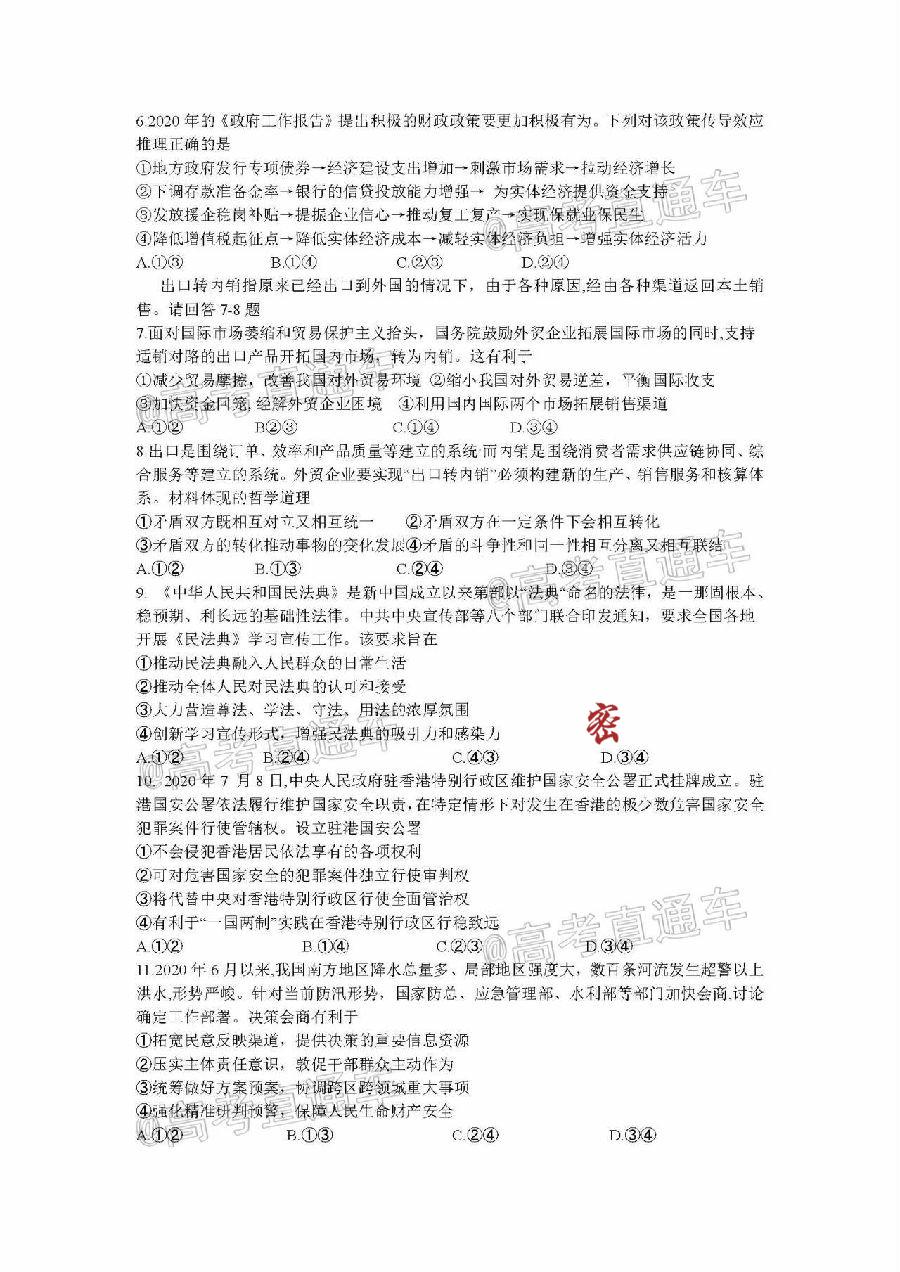 6.2020年的《政府工作报告》提出积极的财政政策要更加积极有为。下列对该政策传导效应
推理正确的是
①地方政府发行专项债券→经济建设支出增加→刺激市场需求→拉动经济增长
②下调存款准备金率→银行的信贷投放能力增强→ 为实体经济提供资金支持
③发放援企稳岗补贴→提振企业信心→推动复工复产→实现保就业保民生
④降低增值税起征点→降低实体经济成本→减轻实体经济负担→增强实体经济活力
A.①③ B.①④ C.②③ D.②④
出口转内销指原来已经出口到外国的情况下，由于各种原因,经由各种渠道返回本土销
售。请回答7-8题
7.面对国际市场萎缩和贸易保护主义抬头，国务院鼓励外贸企业拓展国际市场的同时,支持
适销对路的出口产品开拓国内市场，转为内销。这有利于
①减少贸易摩擦，改善我国对外贸易环境 ②缩小我国对外贸易逆差，平衡国际收支
③加快资金回笼, 纾解外贸企业困境 ④利用国内国际两个市场拓展销售渠道
A.①② B②③ C.①④ D.③④
8出口是围绕订单、效率和产品质量等建立的系统·而内销是围绕消费者需求供应链协同、综
合服务等建立的系统。外贸企业要实现“出口转内销”必须构建新的生产、销售服务和核算体
系。材料体现的哲学道理
①矛盾双方既相互对立又相互统一 ②矛盾双方在一定条件下会相互转化
③矛盾双方的转化推动事物的变化发展④矛盾的斗争性和同一性相互分离又相互联结
A.①② B.①③ C.②④ D.③④
9. 《中华人民共和国民法典》是新中国成立以来第部以“法典“命名的法律，是一那固根本、
稳预期、利长远的基础性法律。中共中央宣传部等八个部门联合印发通知，要求全国各地
开展《民法典》学习宣传工作。该要求旨在
①推动民法典融入人民群众的日常生活
②推动全体人民对民法典的认可和接受
③大力营造尊法、学法、守法、用法的浓厚氛围
④创新学习宣传形式，增强民法典的吸引力和感染力
密
A.①② B.②④ C.④③ D.③④
10. 2020年7月8日,中央人民政府驻香港特别行政区维护国家安全公署正式挂牌成立。驻
港国安公署依法履行维护国家安全职责,在特定情形下对发生在香港的极少数危害国家安全
犯罪案件行使管辖权。设立驻港国安公署
①不会侵犯香港居民依法享有的各项权利
②可对危害国家安全的犯罪案件独立行使审判权
③将代替中央对香港特别行政区行使全面管治权
④有利于“一国两制”实践在香港特别行政区行稳致远
A.①② B.①④ C.②③ D.③④
11.2020年6月以来,我国南方地区降水总量多、局部地区强度大，数百条河流发生超警以上
洪水,形势严峻。针对当前防汛形势，国家防总、应急管理部、水利部等部门加快会商,讨论
确定工作部署。决策会商有利于
①拓宽民意反映渠道，提供决策的重要信息资源
②压实主体责任意识，敦促干部群众主动作为
③统筹做好方案预案，协调跨区跨领域重大事项
④强化精准研判预警，保障人民生命财产安全
A.①② B.①③ C.②④ D.③④
@高考直通车
@高考直通车
@高考直通车
@高考直通车
@高考直通车
@高考直通车